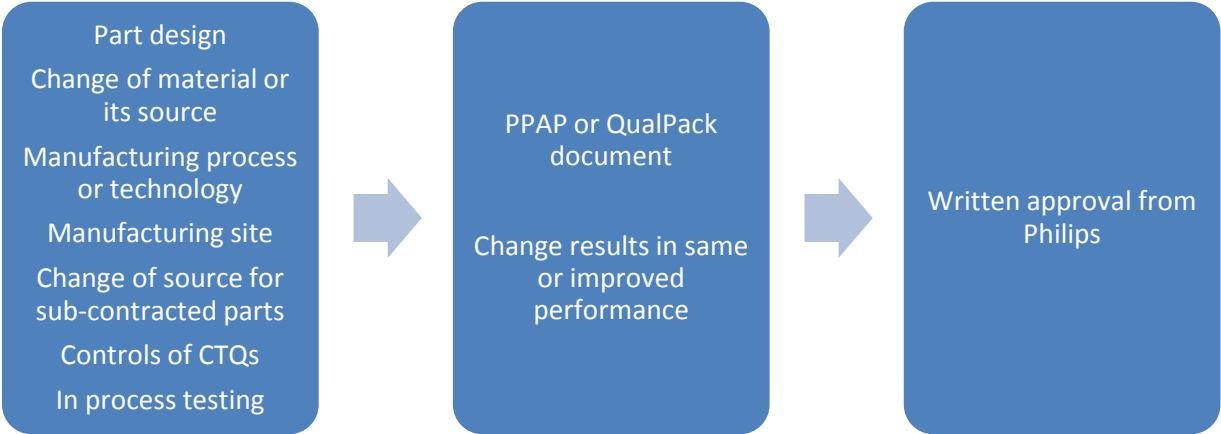 Part design
Change of material or
its source
Manufacturing process
or technology
Manufacturing site
Change of source for
sub-contracted parts
Controls of CTQs
In process testing
PPAP or QualPack
document
Change results in same
or improved
performance
Written approval from
Philips